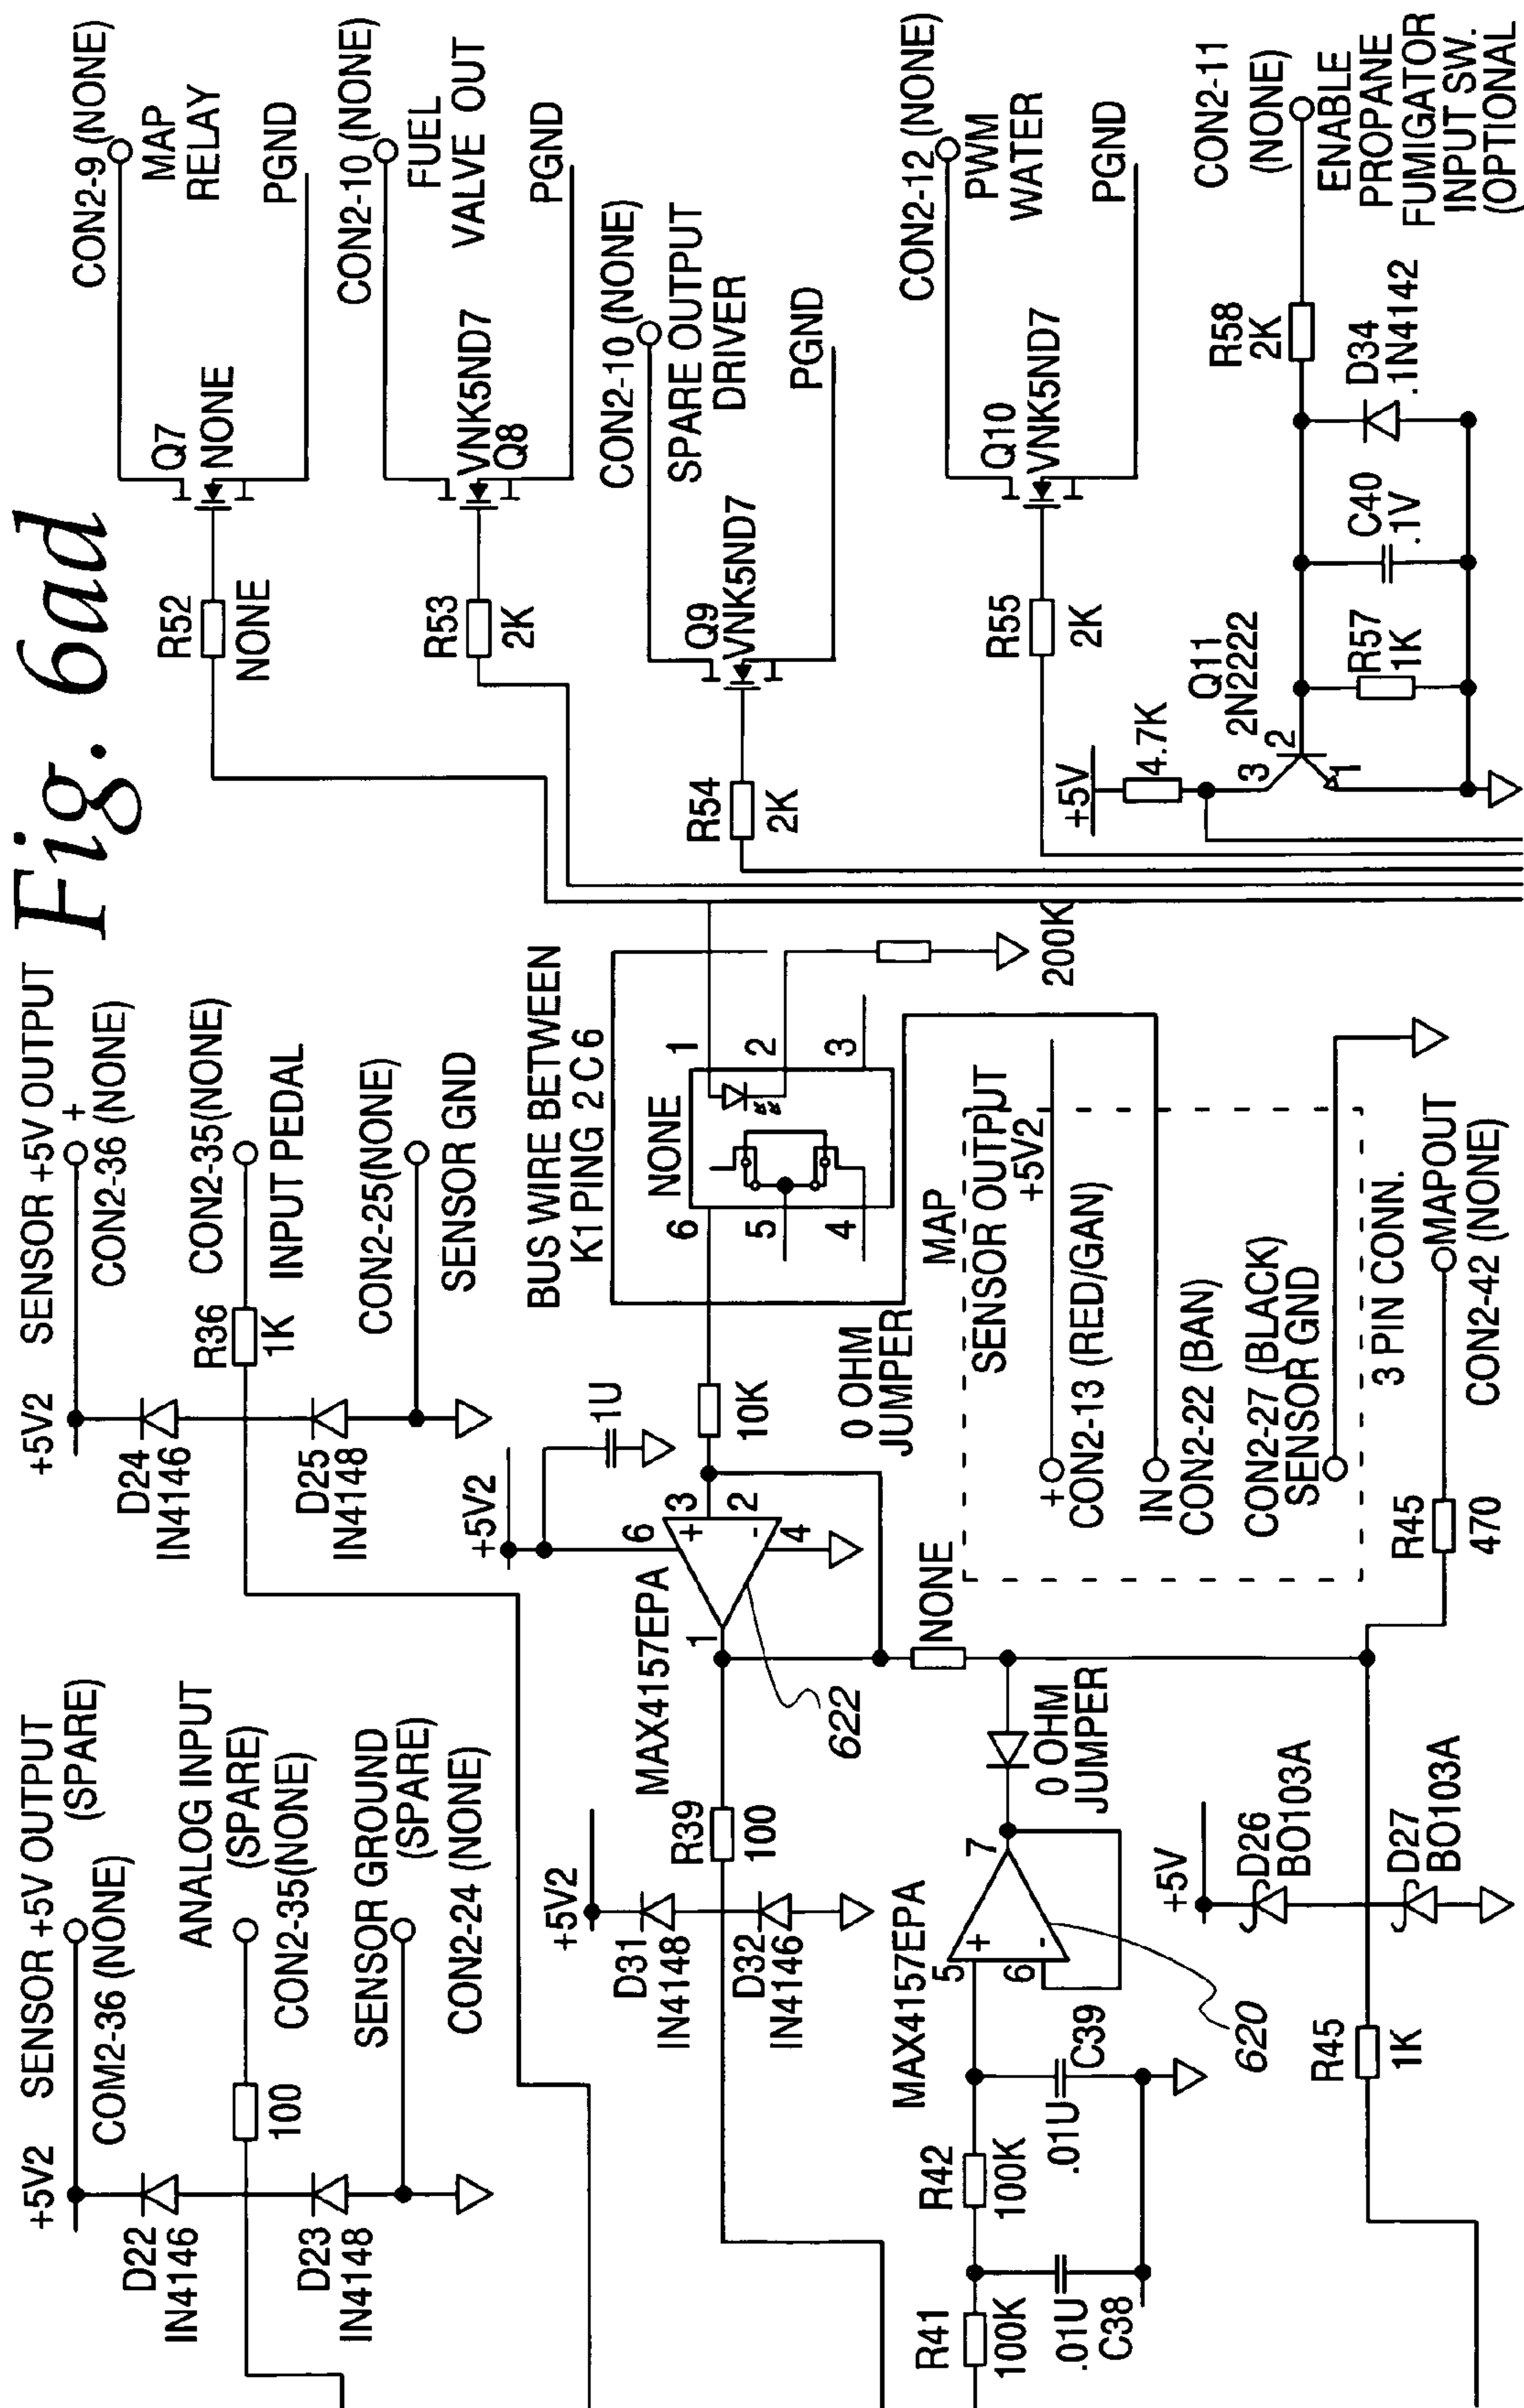 Fig. 6ad
+5V2
SENSOR +5V OUTPUT
(SPARE)
COM2-36 (NONE)
D22
IN4146
ANALOG INPUT
(SPARE)
CON2-35(NONE)
100
D23
IN4148
SENSOR GROUND
(SPARE)
CON2-24 (NONE)
+5V2
SENSOR +5V OUTPUT
+
CON2-36 (NONE)
D24
IN4146
R36
1K
CON2-35(NONE)
INPUT PEDAL
D25
IN4148
CON2-25(NONE)
SENSOR GND
R52
NONE
Q7
NONE
CON2-9 (NONE)
MAP
RELAY
PGND
R53
2K
VNK5ND7
Q8
CON2-10 (NONE)
FUEL
VALVE OUT
PGND
R54
2K
Q9
VNK5ND7
CON2-10 (NONE)
SPARE OUTPUT
DRIVER
PGND
R55
2K
Q10
VNK5ND7
CON2-12 (NONE)
PWM
WATER
PGND
+5V
4.7K
Q11
2N2222
3
2
1
R57
1K
C40
.1V
D34
.1N4142
R58
2K
CON2-11
(NONE)
ENABLE
PROPANE
FUMIGATOR
INPUT SW.
(OPTIONAL
BUS WIRE BETWEEN
K1 PING 2 C 6
NONE
6
5
4
1
2
3
200K
+5V2
1U
MAX4157EPA
6
3
+
2
-
4
1
622
10K
0 OHM
JUMPER
NONE
+5V2
D31
IN4148
D32
IN4146
R39
100
MAP
SENSOR OUTPUT
+5V2
+
CON2-13 (RED/GAN)
IN
CON2-22 (BAN)
CON2-27 (BLACK)
SENSOR GND
3 PIN CONN.
R41
100K
.01U
C38
R42
100K
.01U
C39
MAX4157EPA
5
+
6
-
7
620
0 OHM
JUMPER
+5V
D26
BO103A
D27
BO103A
R45
1K
R45
470
MAPOUT
CON2-42 (NONE)